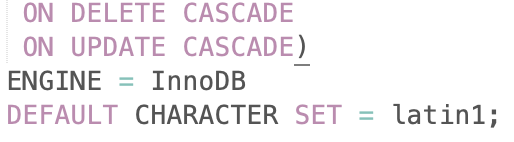 ON DELETE CASCADE
ON UPDATE CASCADE)
ENGINE = InnoDB
DEFAULT CHARACTER SET = latin1;